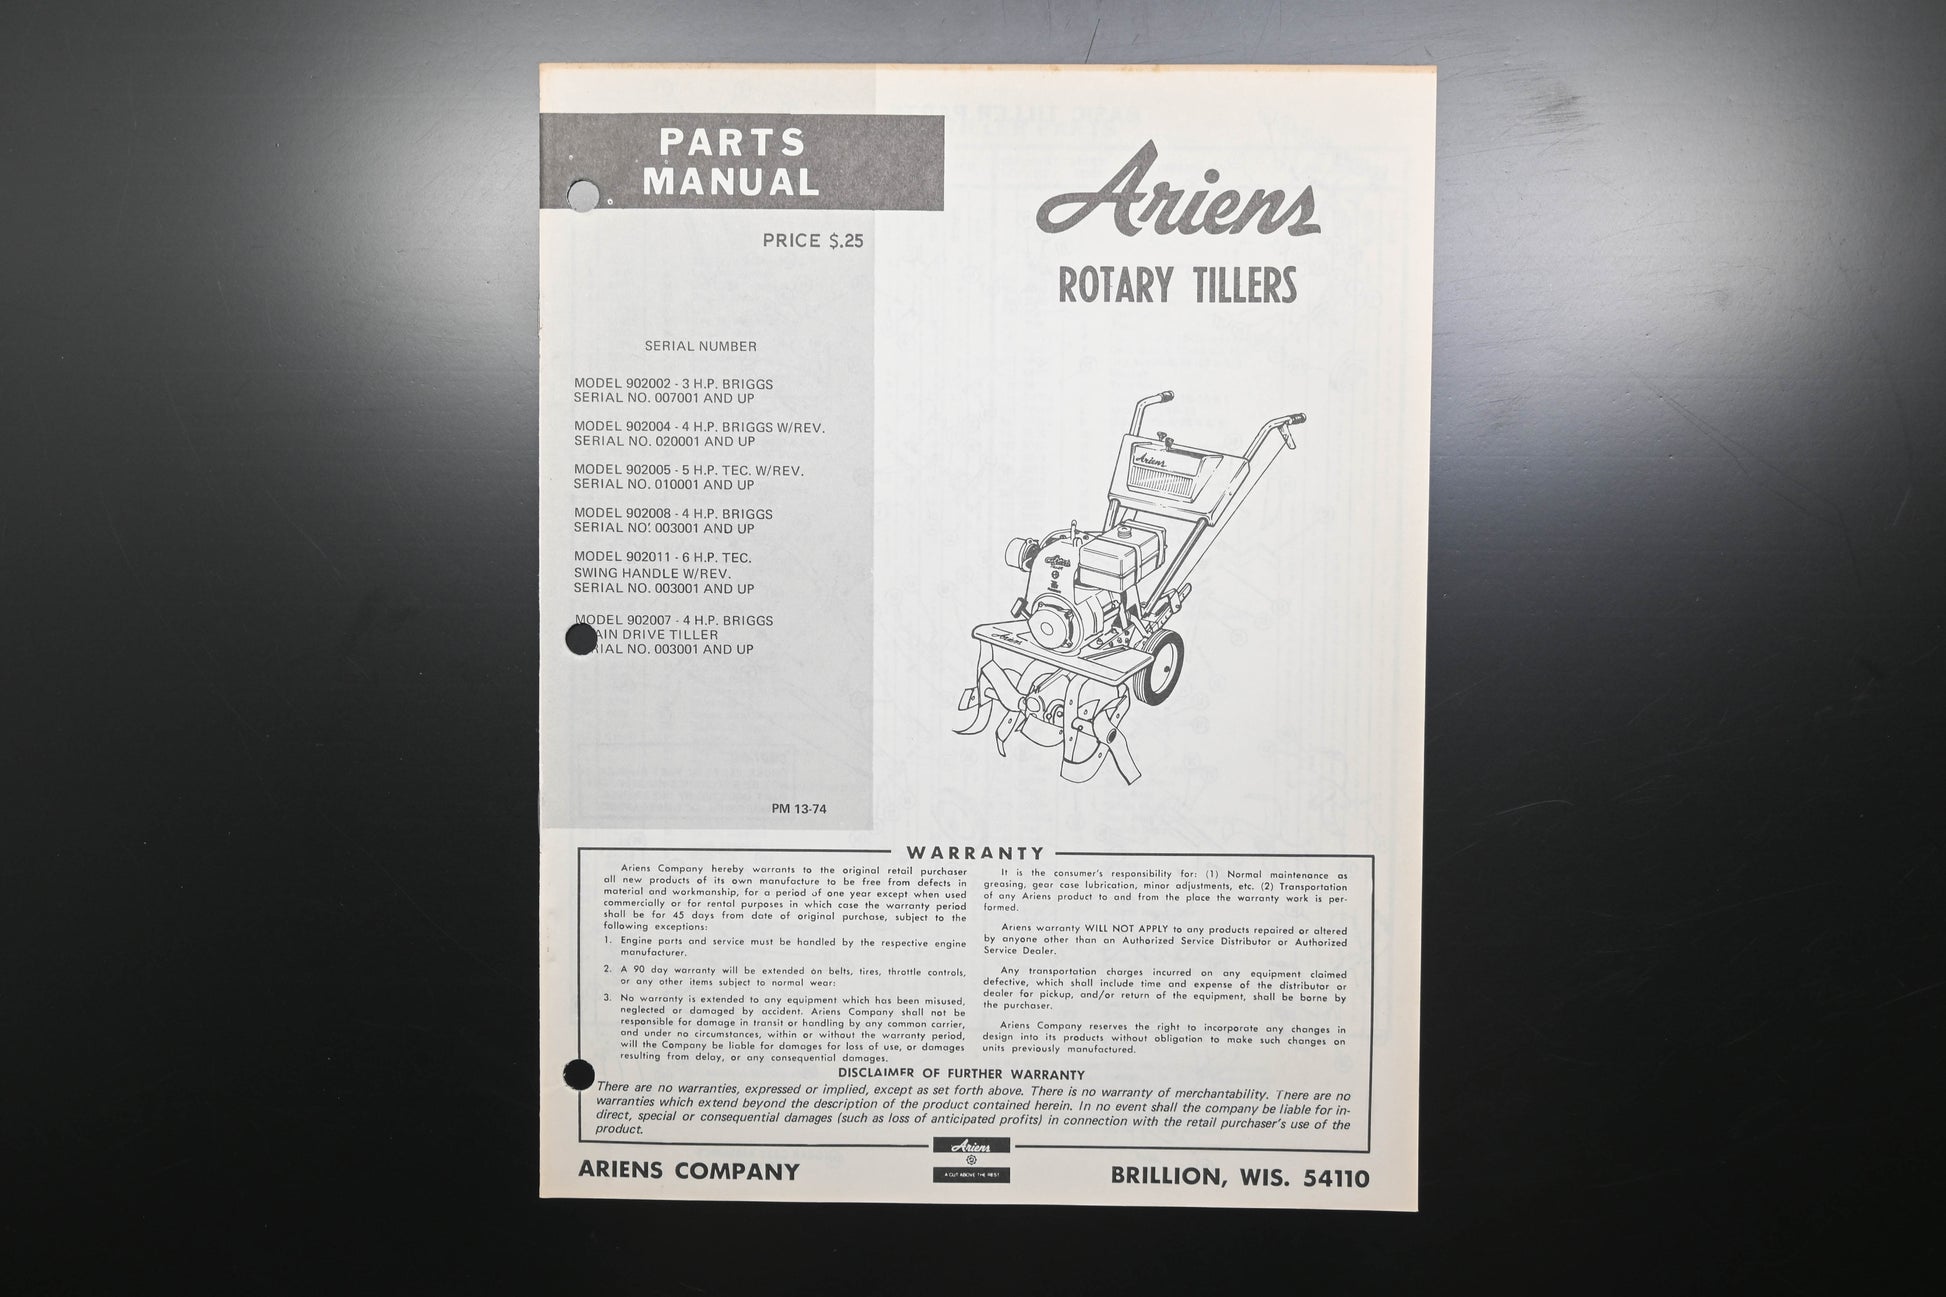 PARTS
MANUAL
PRICE $.25
SERIAL NUMBER
MODEL 902002 - 3 H.P. BRIGGS
SERIAL NO. 007001 AND UP
MODEL 902004 - 4 H.P. BRIGGS W/REV.
SERIAL NO. 020001 AND UP
MODEL 902005 - 5 H.P. TEC. W/REV.
SERIAL NO. 010001 AND UP
MODEL 902008 - 4 H.P. BRIGGS
SERIAL NO. 003001 AND UP
MODEL 902011 - 6 H.P. TEC.
SWING HANDLE W/REV.
SERIAL NO. 003001 AND UP
MODEL 902007 - 4 H.P. BRIGGS
AIN DRIVE TILLER
RIAL NO. 003001 AND UP
PM 13-74
Ariens
ROTARY TILLERS
Ariens
Ariens
Ariens
WARRANTY
Ariens Company hereby warrants to the original retail purchaser
all new products of its own manufacture to be free from defects in
material and workmanship, for a period of one year except when used
commercially or for rental purposes in which case the warranty period
shall be for 45 days from date of original purchase, subject to the
following exceptions:
1. Engine parts and service must be handled by the respective engine
manufacturer.
2. A 90 day warranty will be extended on belts, tires, throttle controls,
or any other items subject to normal wear:
3. No warranty is extended to any equipment which has been misused,
neglected or damaged by accident. Ariens Company shall not be
responsible for damage in transit or handling by any common carrier,
and under no circumstances, within or without the warranty period,
will the Company be liable for damages for loss of use, or damages
resulting from delay, or any consequential damages.
It is the consumer's responsibility for: (1) Normal maintenance as
greasing, gear case lubrication, minor adjustments, etc. (2) Transportation
of any Ariens product to and from the place the warranty work is per-
formed.
Ariens warranty WILL NOT APPLY to any products repaired or altered
by anyone other than an Authorized Service Distributor or Authorized
Service Dealer.
Any transportation charges incurred on any equipment claimed
defective, which shall include time and expense of the distributor or
dealer for pickup, and/or return of the equipment, shall be borne by
the purchaser.
Ariens Company reserves the right to incorporate any changes in
design into its products without obligation to make such changes on
units previously manufactured.
DISCLAIMER OF FURTHER WARRANTY
There are no warranties, expressed or implied, except as set forth above. There is no warranty of merchantability. There are no
warranties which extend beyond the description of the product contained herein. In no event shall the company be liable for in-
direct, special or consequential damages (such as loss of anticipated profits) in connection with the retail purchaser's use of the
product.
ARIENS COMPANY
Ariens
A CUT ABOVE THE REST
BRILLION, WIS. 54110